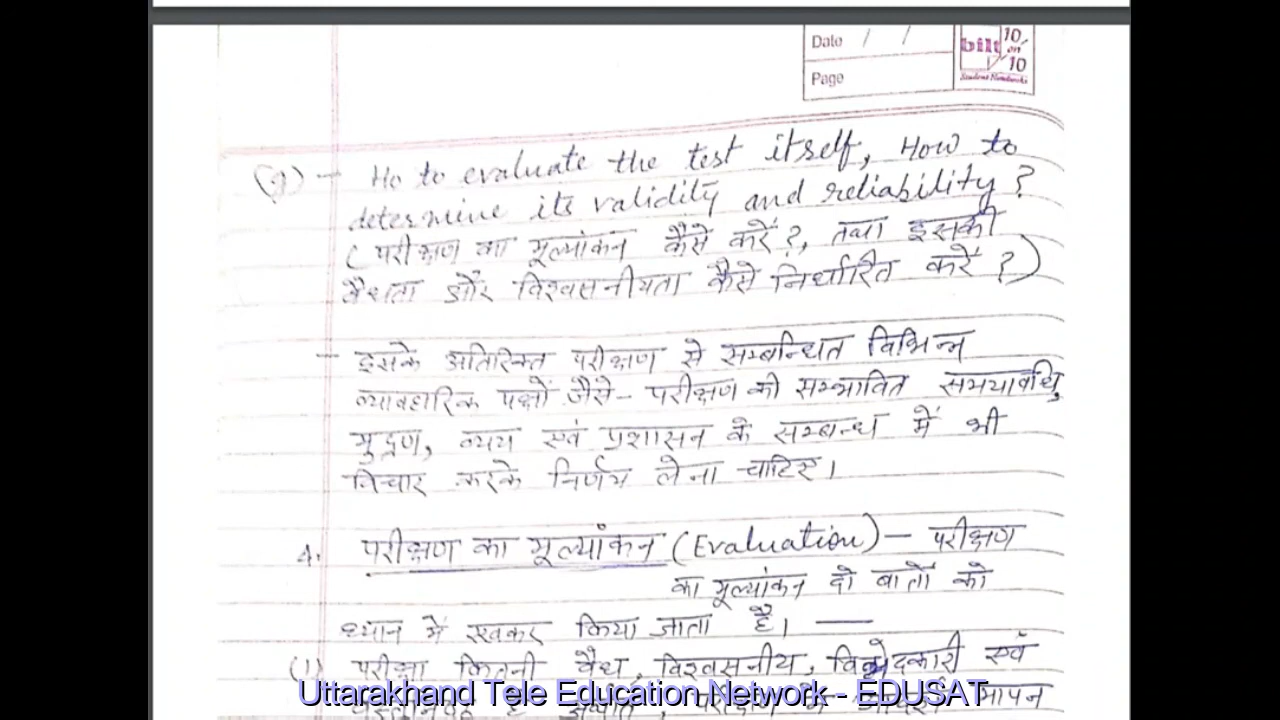 Date / /
Page
bilt 10 on 10
Student Notebooks
(g) - Ho to evaluate the test itself, How to
determine its validity and reliability?
(परीक्षण का मूल्यांकन कैसे करें?, तथा इसकी
वैधता और विश्वसनीयता कैसे निर्धारित करें?)
- इसके अतिरिक्त परीक्षण से सम्बन्धित विभिन्न
व्यावहारिक पक्षों जैसे- परीक्षण की सम्भावित समयावधि,
मुद्रण, व्यय एवं प्रशासन के सम्बन्ध में भी
विचार करके निर्णय लेना चाहिए।
4. परीक्षण का मूल्यांकन (Evaluation) - परीक्षण
का मूल्यांकन दो बातों को
ध्यान में रखकर किया जाता है। —
(1) परीक्षा कितनी वैध, विश्वसनीय, विभेदकारी एवं
Uttarakhand Tele Education Network - EDUSAT